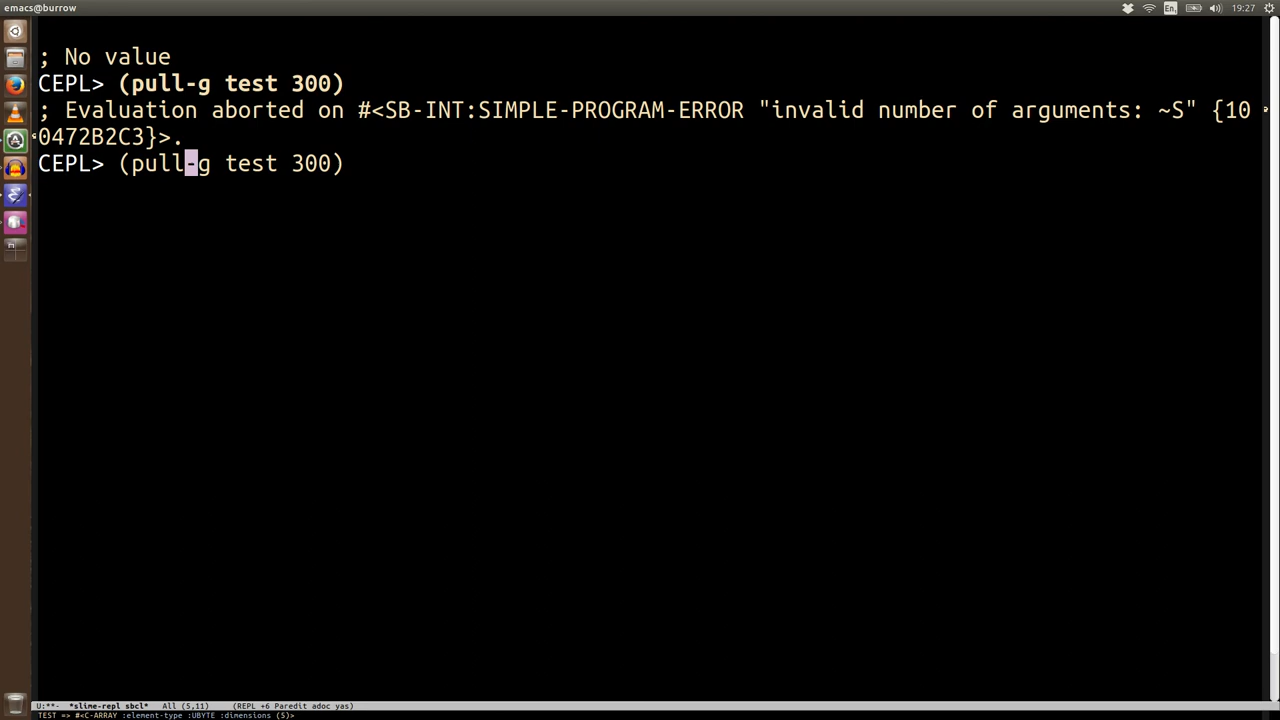 emacs@burrow
En
19:27
; No value
CEPL> (pull-g test 300)
; Evaluation aborted on #<SB-INT:SIMPLE-PROGRAM-ERROR "invalid number of arguments: ~S" {10
0472B2C3}>.
CEPL> (pull-g test 300)
U:**- *slime-repl sbcl* All (5,11) (REPL +6 Paredit adoc yas)
TEST => #<C-ARRAY :element-type :UBYTE :dimensions (5)>